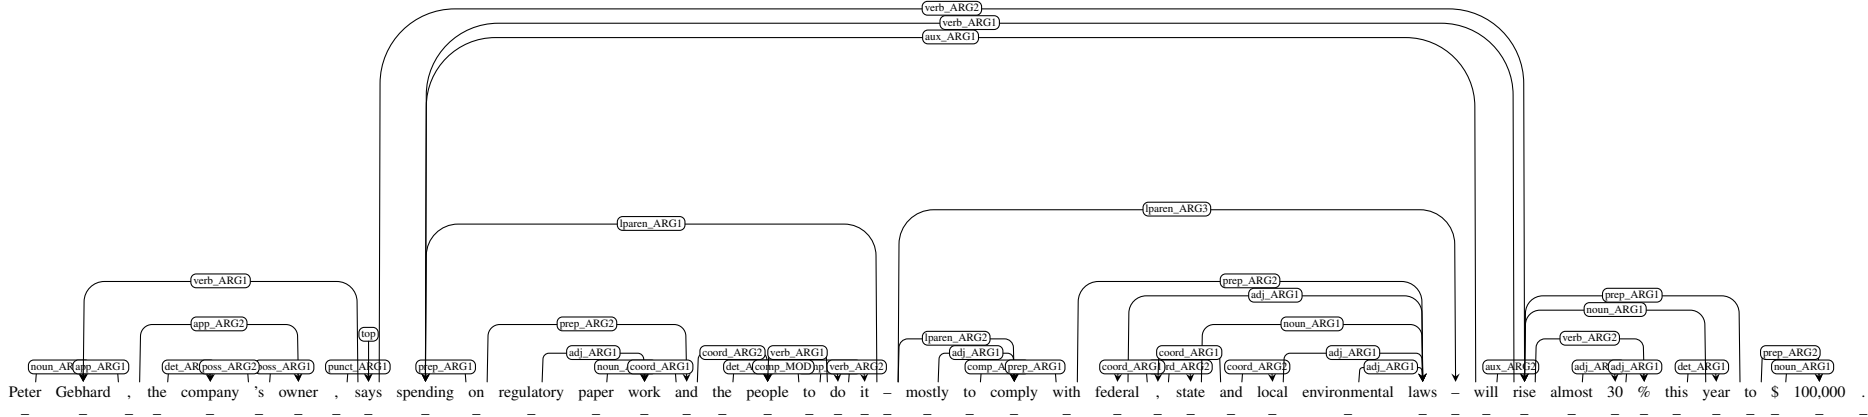 verb_ARG2
verb_ARG1
aux_ARG1
lparen_ARG3
lparen_ARG1
verb_ARG1 prep_ARG2
adj_ARG1 prep_ARG1
noun_ARG1
app_ARG2 prep_ARG2 noun_ARG1
top
lparen_ARG2 verb_ARG2
adj_ARG1 coord_ARG2 verb_ARG1 adj_ARG1 coord_ARG1 adj_ARG1 prep_ARG2
app_ARG1 poss_ARG2 prep_ARG1 coord_ARG1 comp_MOD verb_ARG2 prep_ARG1 coord_ARG1 coord_ARG2 adj_ARG1 aux_ARG2 adj_ARG1 det_ARG1 noun_ARG1
Peter Gebhard , the company 's owner , says spending on regulatory paper work and the people to do it – mostly to comply with federal , state and local environmental laws – will rise almost 30 % this year to $ 100,000 .